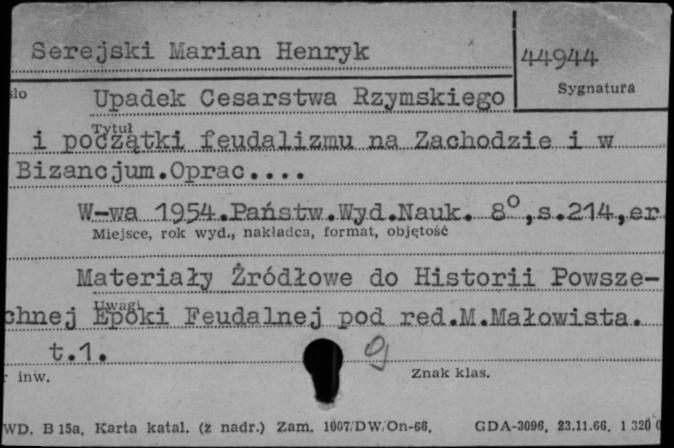 Serejski Marian Henryk
44944
Sygnatura
sło
Upadek Cesarstwa Rzymskiego
Tytuł
i początki feudalizmu na Zachodzie i w
Bizancjum.Oprac....
W-wa 1954.Państw.Wyd.Nauk. 8°,s.214,er
Miejsce, rok wyd., nakładca, format, objętość
Materiały Źródłowe do Historii Powsze-
Uwagi
chnej Epoki Feudalnej pod red.M.Małowista.
t.1.
r inw.
Znak klas.
WD. B 15a. Karta katal. (z nadr.) Zam. 1007/DW/On-66. GDA-3096. 23.11.66. 1 320 0